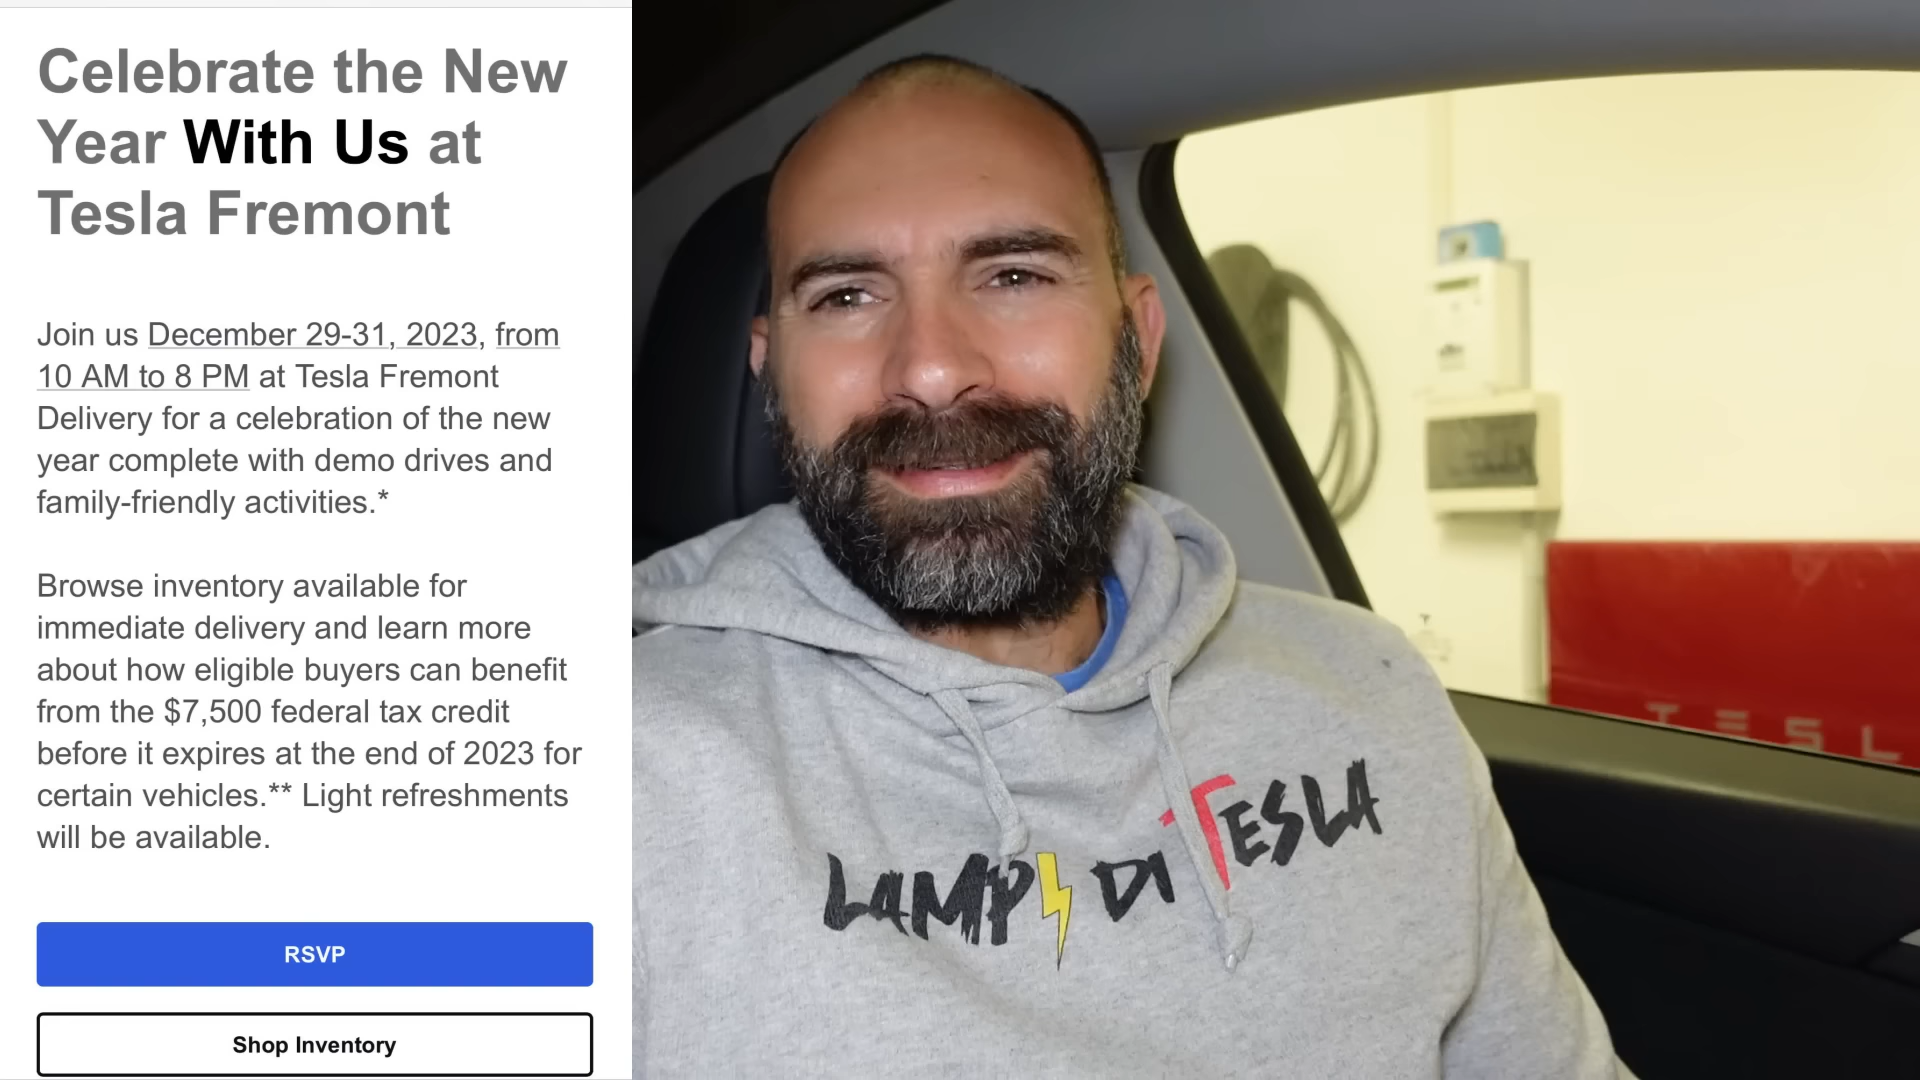 Celebrate the New
Year With Us at
Tesla Fremont
Join us December 29-31, 2023, from
10 AM to 8 PM at Tesla Fremont
Delivery for a celebration of the new
year complete with demo drives and
family-friendly activities.*
Browse inventory available for
immediate delivery and learn more
about how eligible buyers can benefit
from the $7,500 federal tax credit
before it expires at the end of 2023 for
certain vehicles.** Light refreshments
will be available.
RSVP
Shop Inventory
LAMPI DI TESLA
TESL